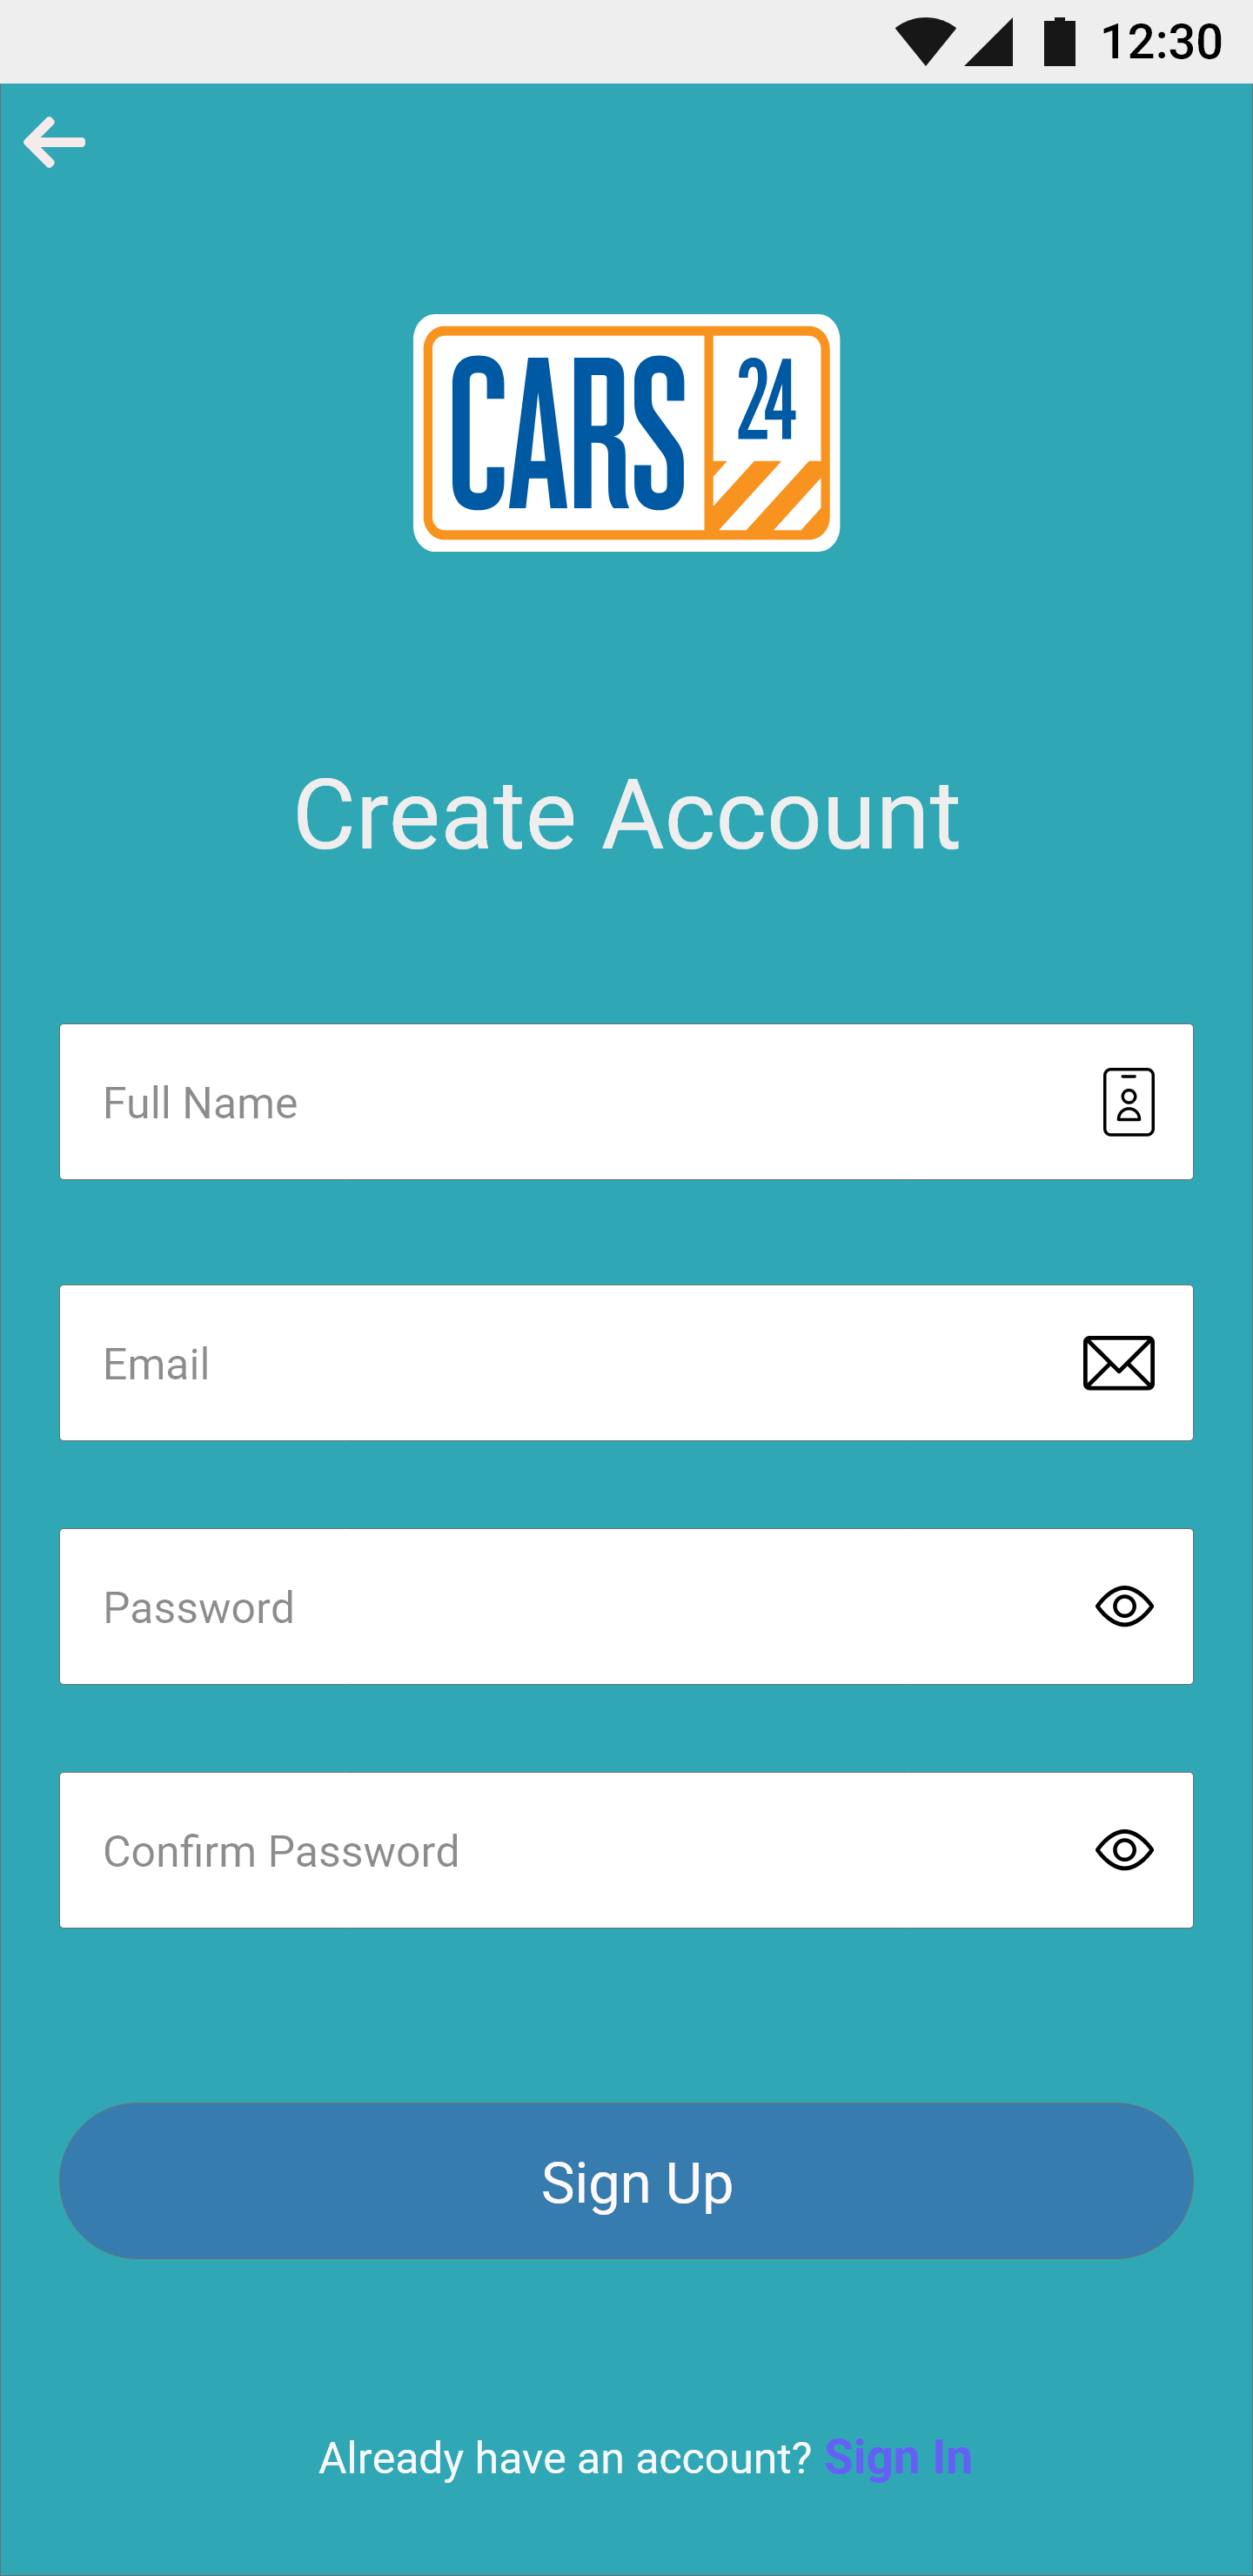 12:30
CARS 24
Create Account
Full Name
Email
Password
Confirm Password
Sign Up
Already have an account? Sign In